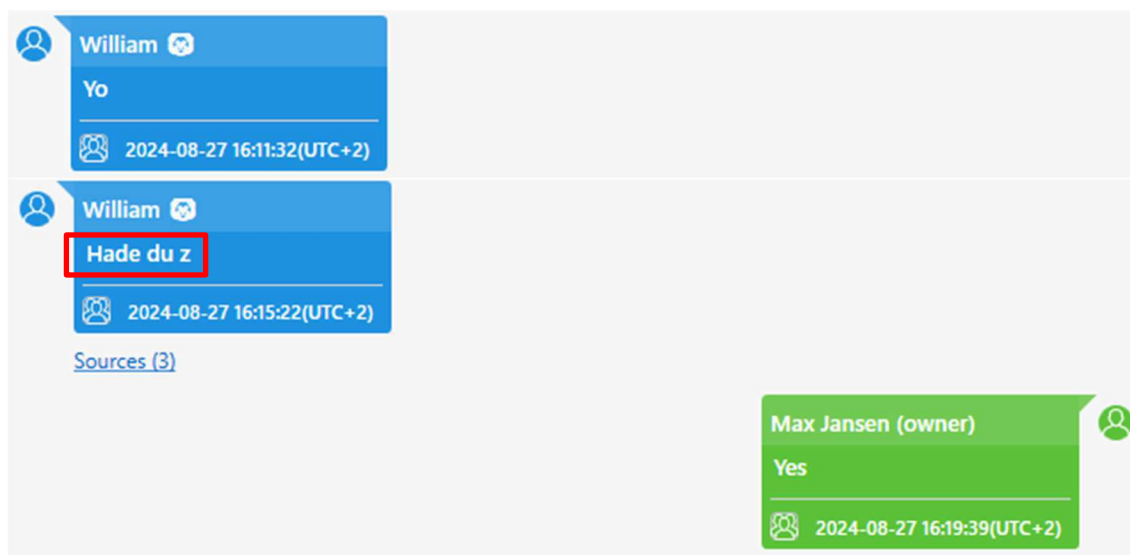 William
Yo
2024-08-27 16:11:32(UTC+2)
William
Hade du z
2024-08-27 16:15:22(UTC+2)
Sources (3)
Max Jansen (owner)
Yes
2024-08-27 16:19:39(UTC+2)